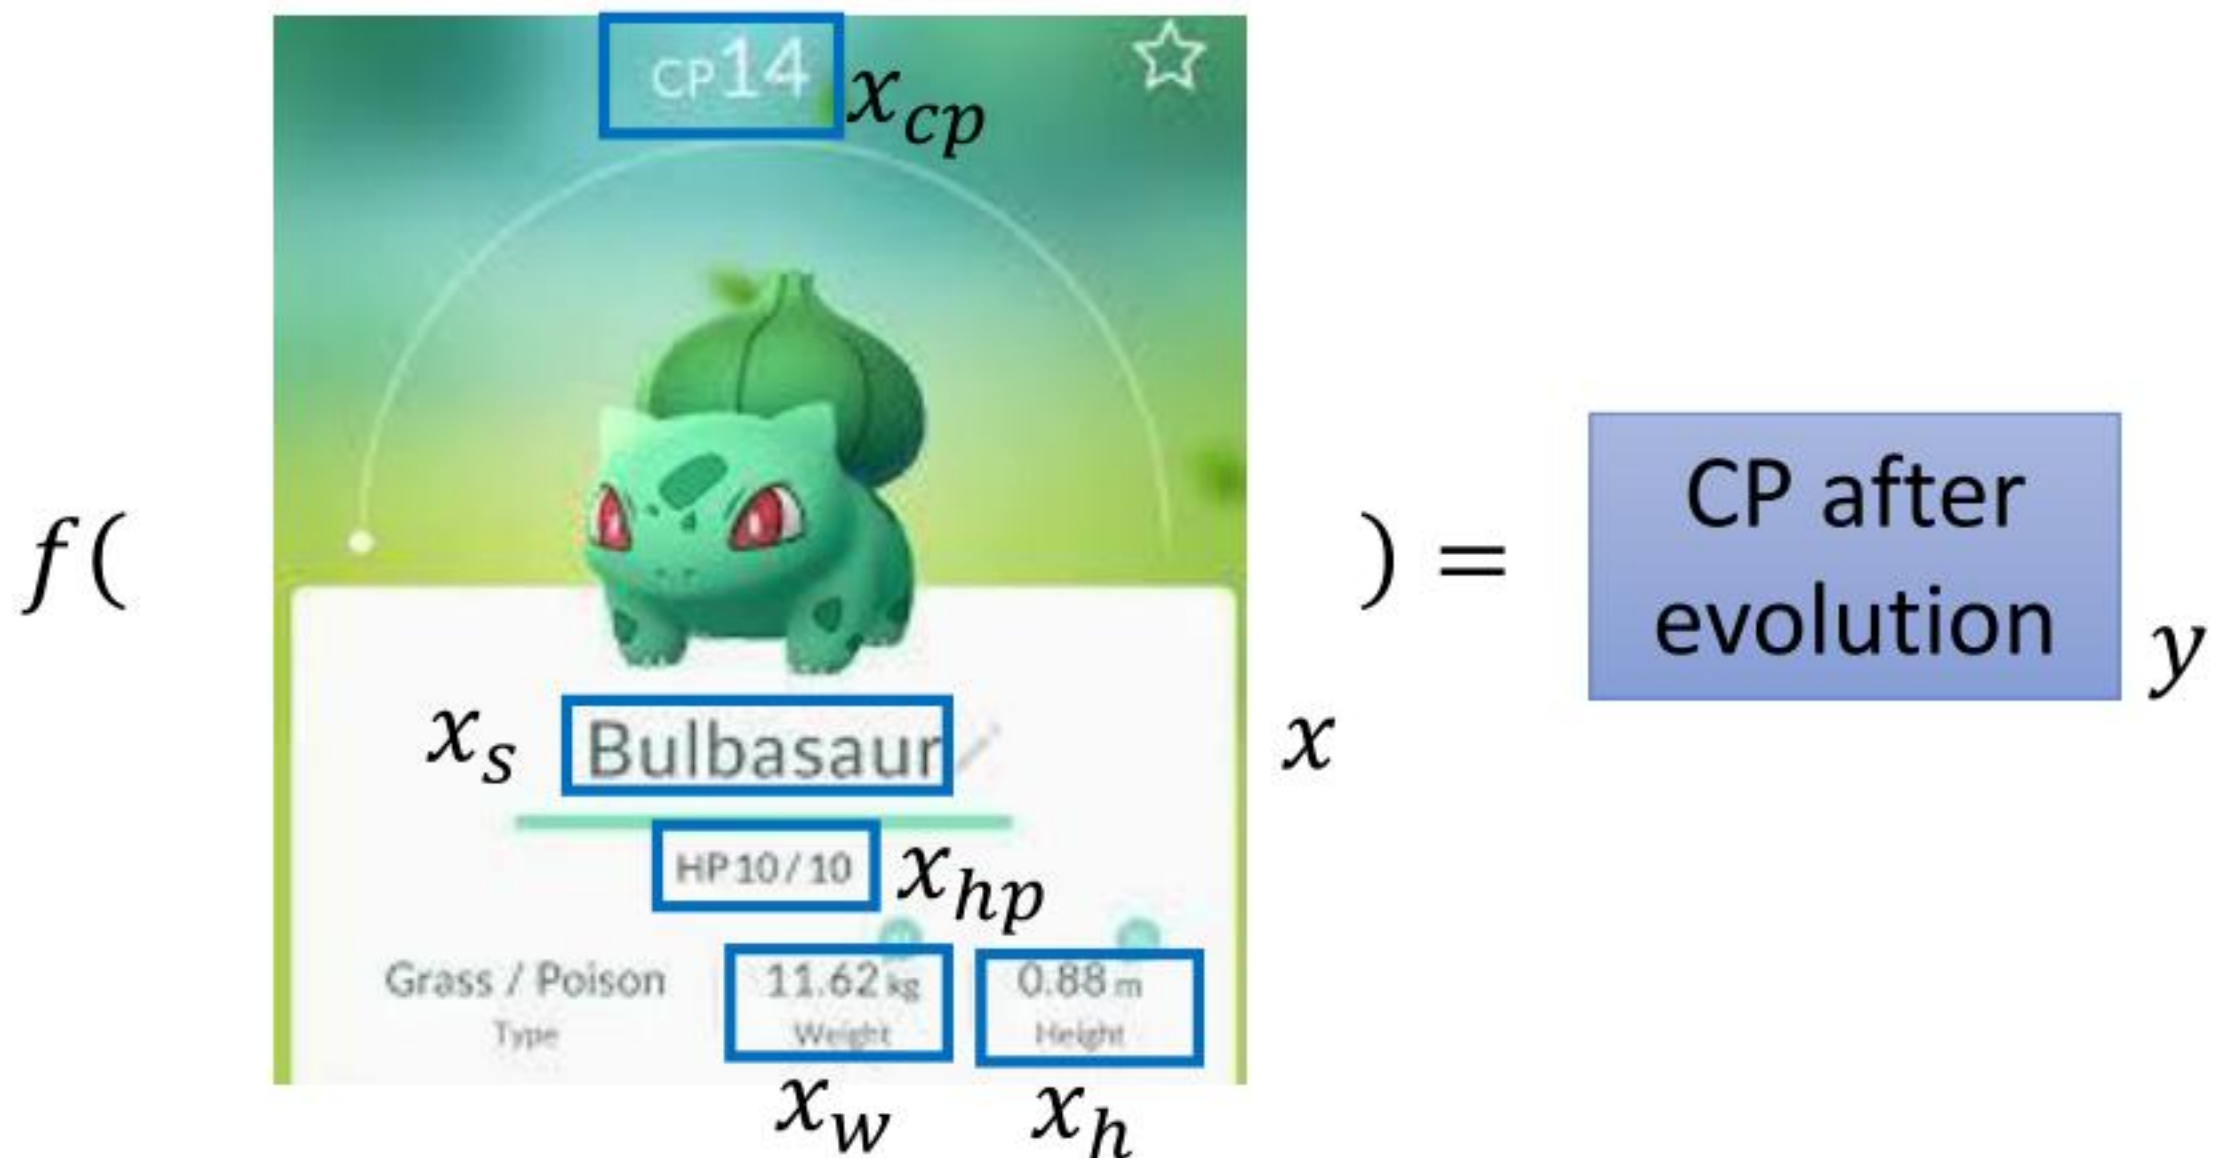 CP14
x_cp
f(
) =
CP after
evolution
y
x_s
Bulbasaur
x
HP 10 / 10
x_hp
Grass / Poison
Type
11.62 kg
Weight
0.88 m
Height
x_w
x_h